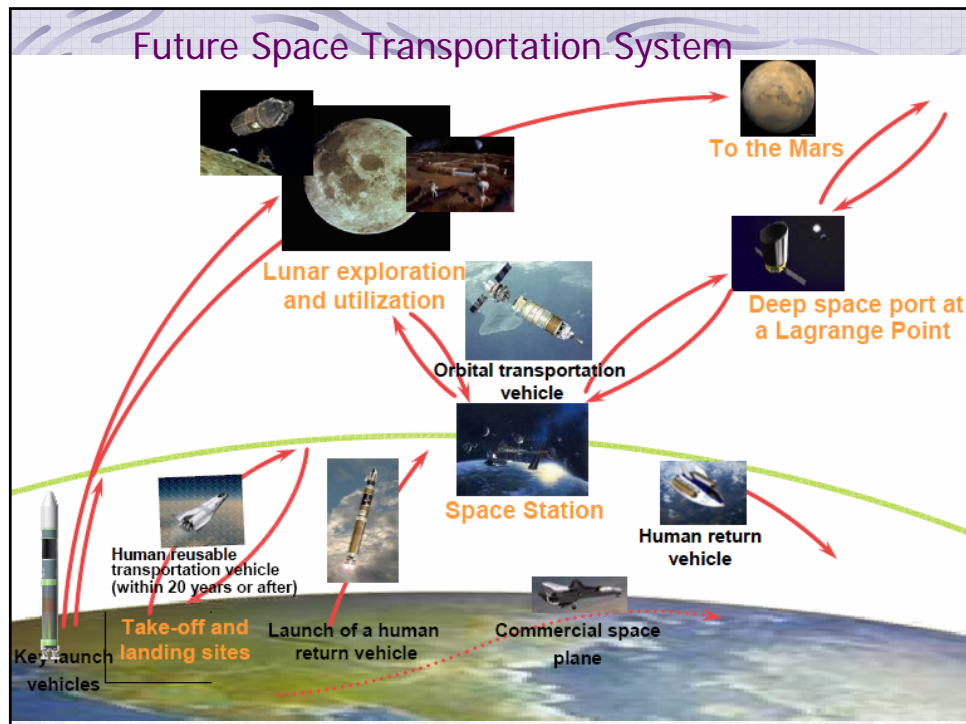 Future Space Transportation System
To the Mars
Lunar exploration
and utilization
Deep space port at
a Lagrange Point
Orbital transportation
vehicle
Space Station
Human return
vehicle
Human reusable
transportation vehicle
(within 20 years or after)
Take-off and
landing sites
Launch of a human
return vehicle
Commercial space
plane
Key launch
vehicles